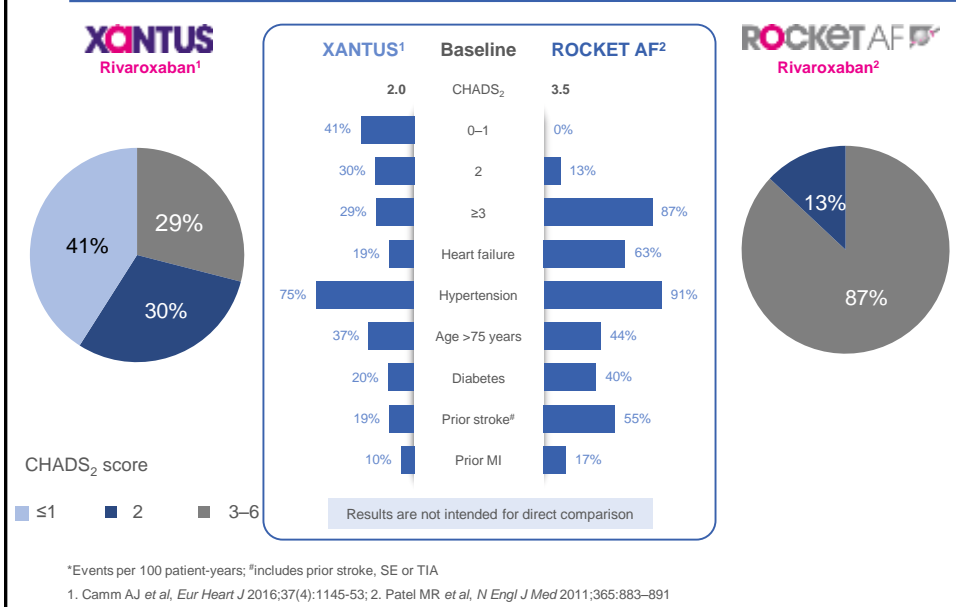 XANTUS
Rivaroxaban¹
XANTUS¹ Baseline ROCKET AF²
ROCKET AF
Rivaroxaban²
2.0 CHADS₂ 3.5
41% 0–1 0%
30% 2 13%
29% ≥3 87%
19% Heart failure 63%
75% Hypertension 91%
37% Age >75 years 44%
20% Diabetes 40%
19% Prior stroke# 55%
10% Prior MI 17%
Results are not intended for direct comparison
41%
29%
30%
13%
87%
CHADS₂ score
≤1 2 3–6
*Events per 100 patient-years; #includes prior stroke, SE or TIA
1. Camm AJ et al, Eur Heart J 2016;37(4):1145-53; 2. Patel MR et al, N Engl J Med 2011;365:883–891